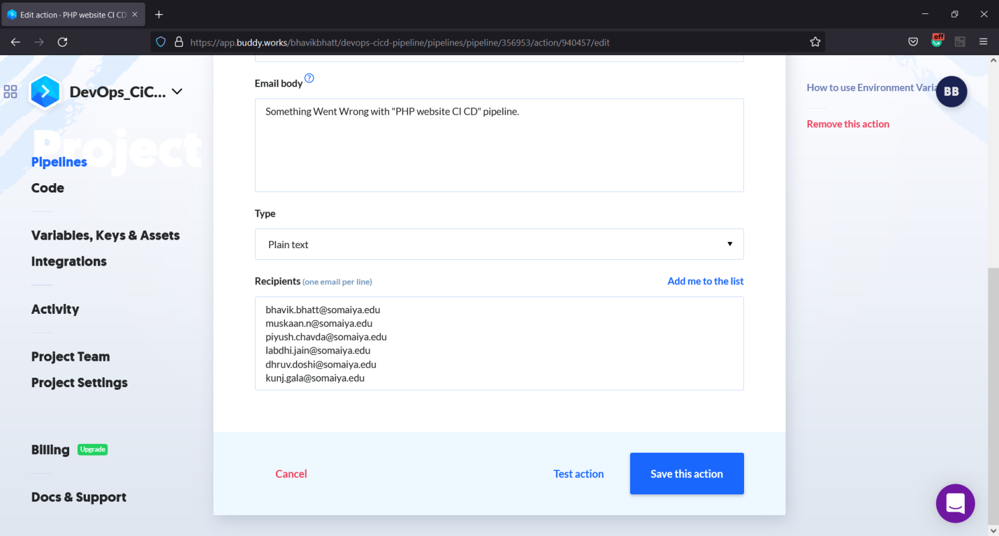 Edit action · PHP website CI CD
https://app.buddy.works/bhavikbhatt/devops-cicd-pipeline/pipelines/pipeline/356953/action/940457/edit
off
DevOps_CiC...
Project
Pipelines
Code
Variables, Keys & Assets
Integrations
Activity
Project Team
Project Settings
Billing Upgrade
Docs & Support
Email body ?
Something Went Wrong with "PHP website CI CD" pipeline.
Type
Plain text
Recipients (one email per line) Add me to the list
bhavik.bhatt@somaiya.edu
muskaan.n@somaiya.edu
piyush.chavda@somaiya.edu
labdhi.jain@somaiya.edu
dhruv.doshi@somaiya.edu
kunj.gala@somaiya.edu
Cancel Test action Save this action
How to use Environment Varia
BB
Remove this action